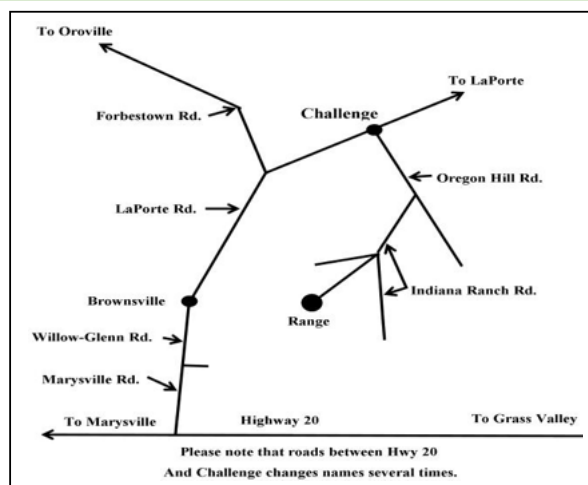 To Oroville
To LaPorte
Forbestown Rd.
Challenge
Oregon Hill Rd.
LaPorte Rd.
Indiana Ranch Rd.
Brownsville
Range
Willow-Glenn Rd.
Marysville Rd.
To Marysville
Highway 20
To Grass Valley
Please note that roads between Hwy 20
And Challenge changes names several times.